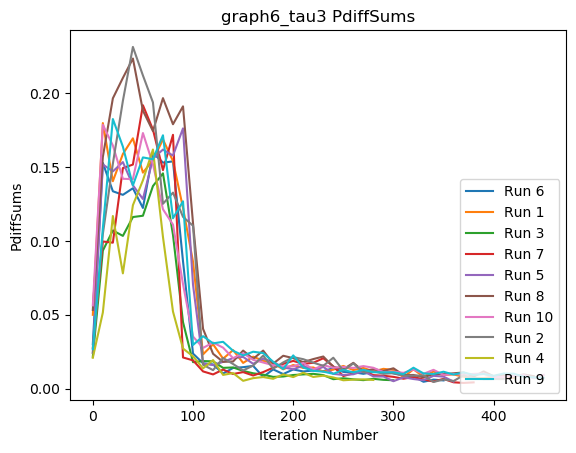 graph6_tau3 PdiffSums
PdiffSums
0.20
0.15
0.10
0.05
0.00
0
100
200
300
400
Iteration Number
Run 6
Run 1
Run 3
Run 7
Run 5
Run 8
Run 10
Run 2
Run 4
Run 9